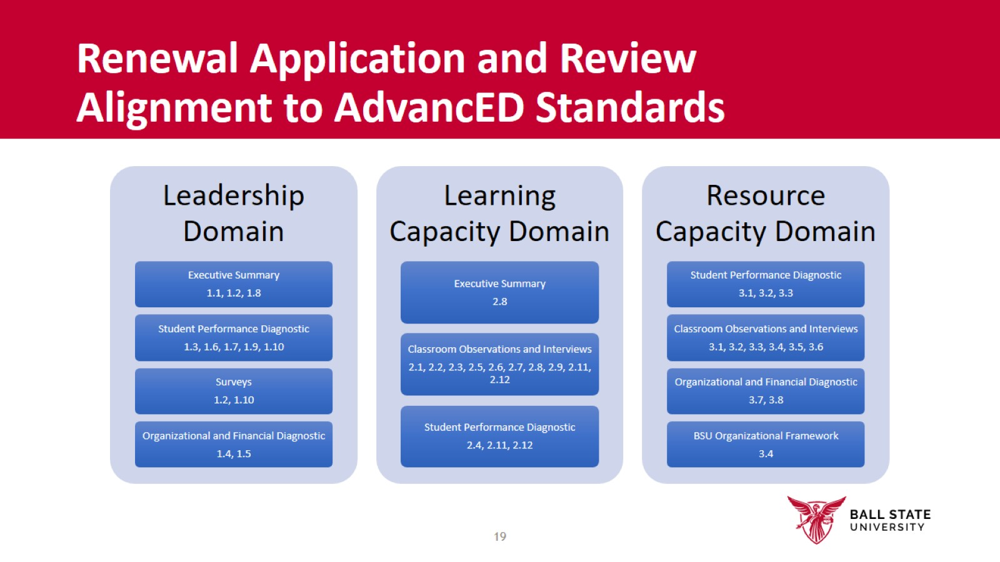 Renewal Application and Review
Alignment to AdvancED Standards
Leadership
Domain
Executive Summary
1.1, 1.2, 1.8
Student Performance Diagnostic
1.3, 1.6, 1.7, 1.9, 1.10
Surveys
1.2, 1.10
Organizational and Financial Diagnostic
1.4, 1.5
Learning
Capacity Domain
Executive Summary
2.8
Classroom Observations and Interviews
2.1, 2.2, 2.3, 2.5, 2.6, 2.7, 2.8, 2.9, 2.11,
2.12
Student Performance Diagnostic
2.4, 2.11, 2.12
Resource
Capacity Domain
Student Performance Diagnostic
3.1, 3.2, 3.3
Classroom Observations and Interviews
3.1, 3.2, 3.3, 3.4, 3.5, 3.6
Organizational and Financial Diagnostic
3.7, 3.8
BSU Organizational Framework
3.4
BALL STATE
UNIVERSITY
19